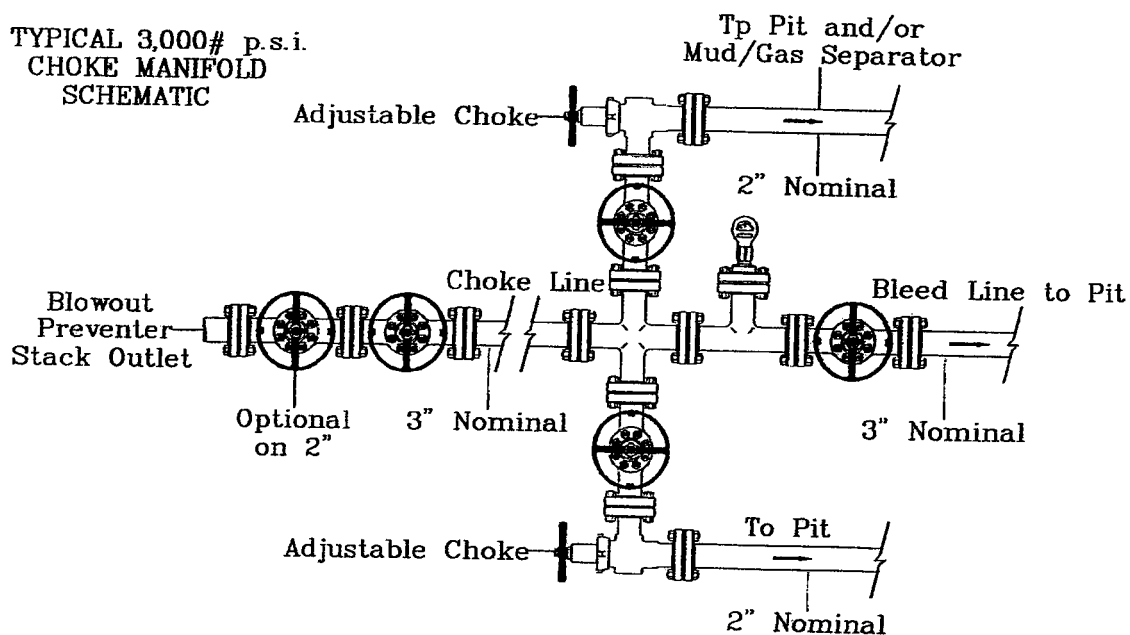 TYPICAL 3,000# p.s.i.
CHOKE MANIFOLD
SCHEMATIC
Tp Pit and/or
Mud/Gas Separator
Adjustable Choke
2" Nominal
Choke Line
Bleed Line to Pit
Blowout
Preventer
Stack Outlet
Optional
on 2"
3" Nominal
3" Nominal
Adjustable Choke
To Pit
2" Nominal